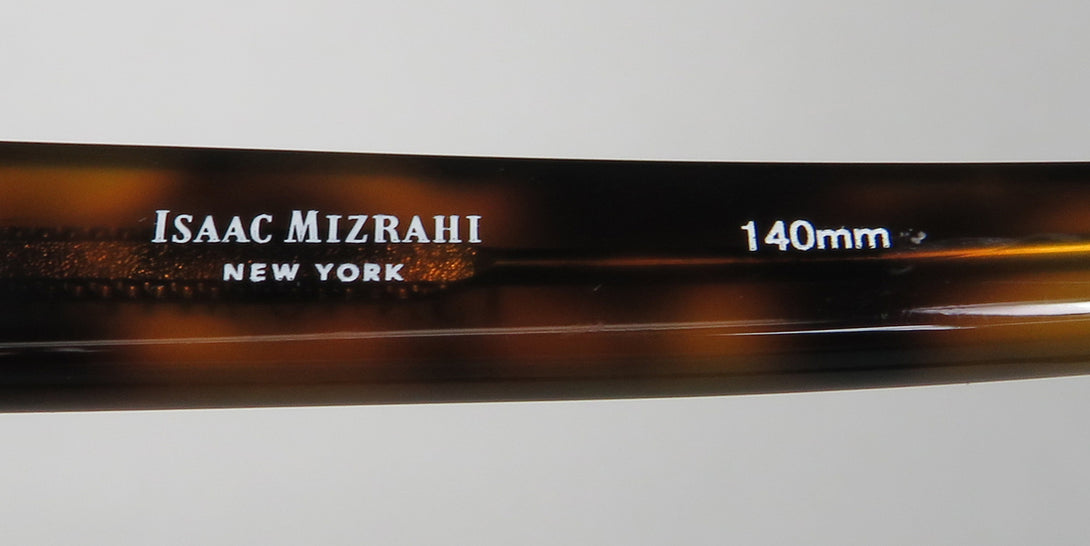 ISAAC MIZRAHI
NEW YORK
140mm